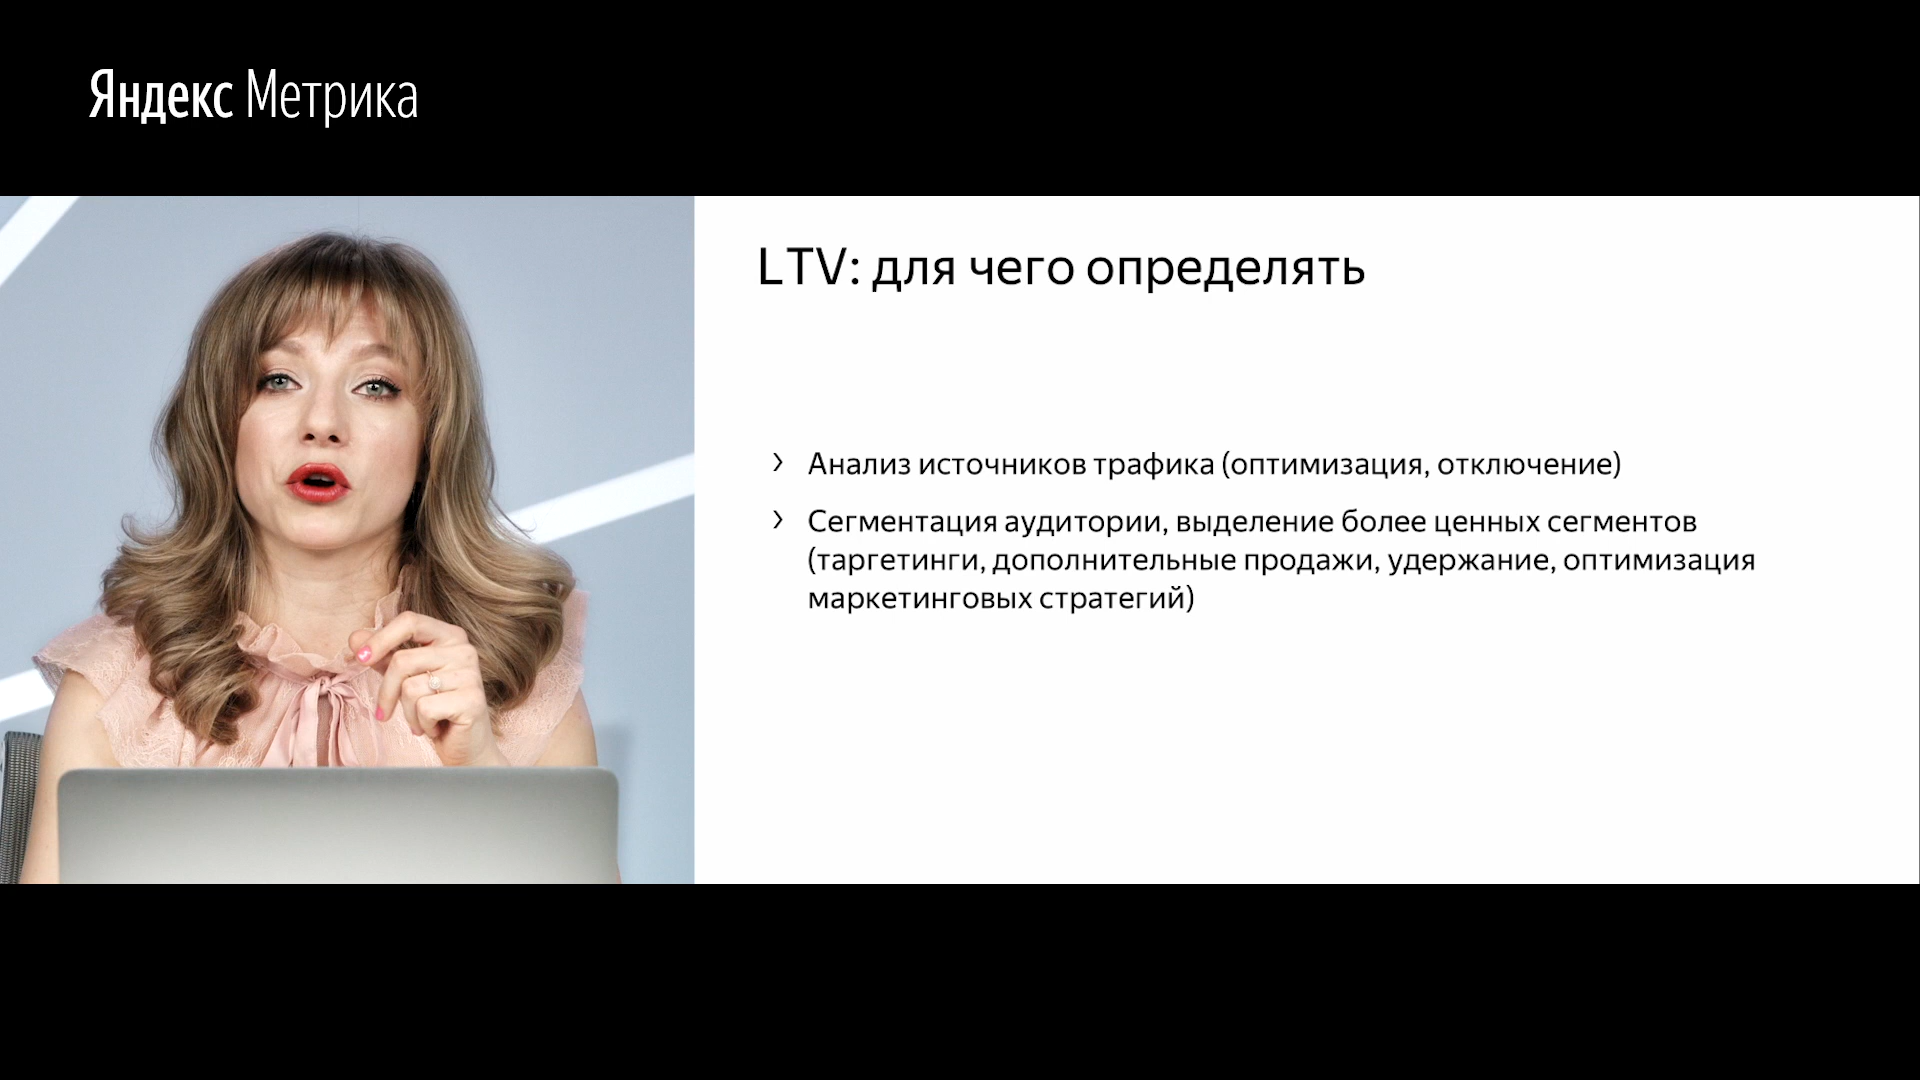 Яндекс Метрика
LTV: для чего определять
› Анализ источников трафика (оптимизация, отключение)
› Сегментация аудитории, выделение более ценных сегментов
(таргетинги, дополнительные продажи, удержание, оптимизация
маркетинговых стратегий)